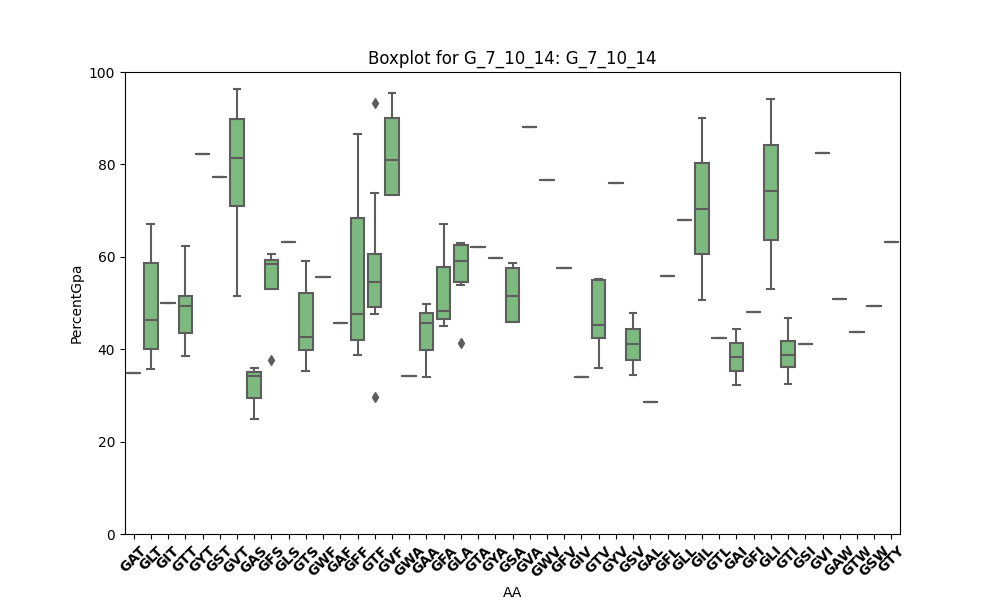 Boxplot for G_7_10_14: G_7_10_14
PercentGpa
100
80
60
40
20
0
GAT GLT GIT GTT GYT GST GVT GAS GFS GLS GTS GWF GAF GFF GTF GVF GWA GAA GFA GLA GTA GYA GSA GVA GWV GFV GIV GTV GYV GSV GAL GFL GLL GIL GTL GAI GFI GLI GTI GSI GVI GAW GTW GSW GTY
AA